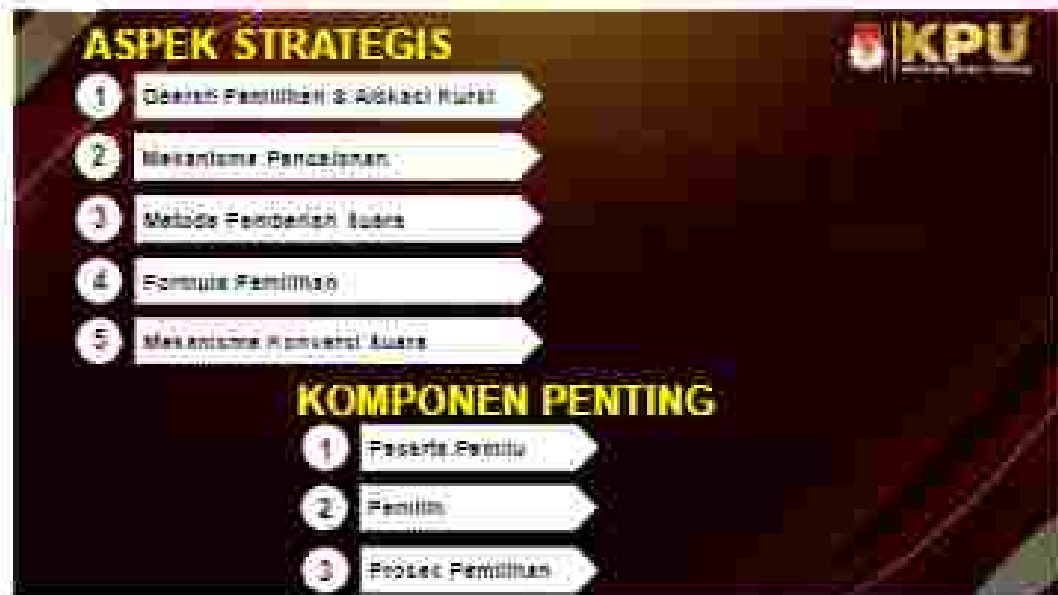 ASPEK STRATEGIS
KPU
1 Daerah Pemilihan & Alokasi Kursi
2 Mekanisme Pencalonan
3 Metode Pemberian Suara
4 Formula Pemilihan
5 Mekanisme Konversi Suara
KOMPONEN PENTING
1 Peserta Pemilu
2 Pemilih
3 Proses Pemilihan